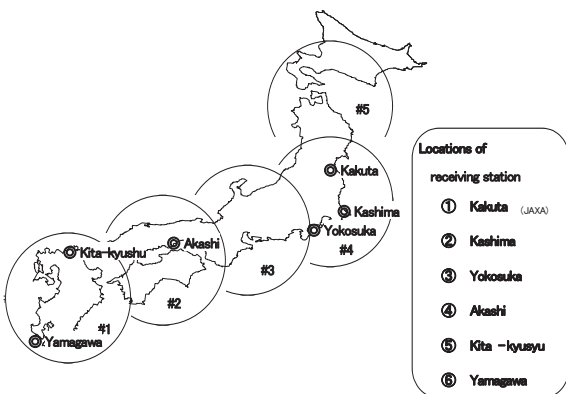 #5
Kakuta
Kashima
Yokosuka
#4
Akashi
#3
Kita-kyushu
#2
#1
Yamagawa
Locations of
receiving station
① Kakuta (JAXA)
② Kashima
③ Yokosuka
④ Akashi
⑤ Kita -kyusyu
⑥ Yamagawa